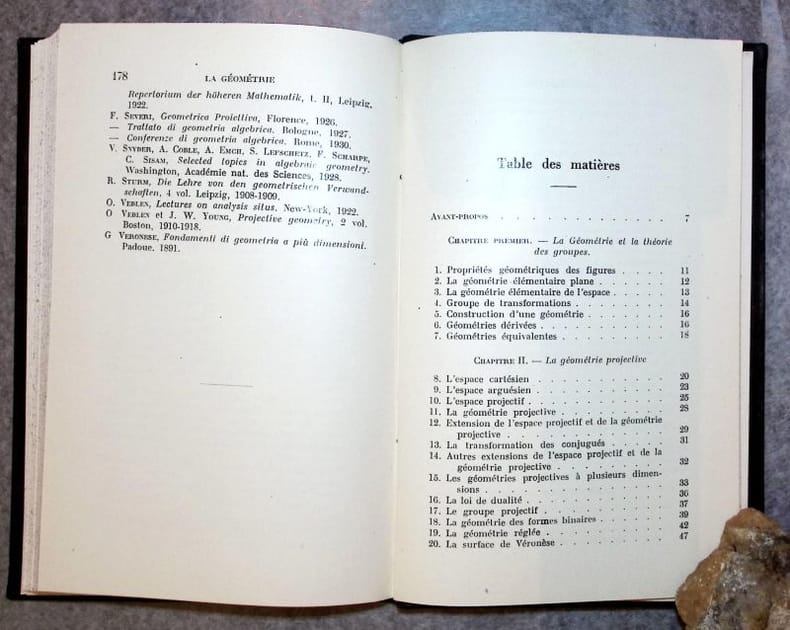 178 LA GÉOMÉTRIE
Repertorium der höheren Mathematik, t. II, Leipzig,
1922.
F. SEVERI, Geometrica Proiettiva, Florence, 1926.
— Trattato di geometria algebrica. Bologne, 1927.
— Conferenze di geometria algebrica. Rome, 1930.
V. SNYDER, A. COBLE, A. EMCH, S. LEFSCHETZ, F. SCHARPE,
C. SISAM, Selected topics in algebraic geometry.
Washington, Académie nat. des Sciences, 1928.
R. STURM, Die Lehre von den geometrischen Verwand-
schaften, 4 vol. Leipzig, 1908-1909.
O. VEBLEN, Lectures on analysis situs. New-York, 1922.
O VEBLEN et J. W. YOUNG, Projective geometry, 2 vol.
Boston, 1910-1918.
G VERONESE, Fondamenti di geometria a più dimensioni.
Padoue. 1891.
Table des matières
AVANT-PROPOS . . . . . . . . . . . . . 7
CHAPITRE PREMIER. — La Géométrie et la théorie
des groupes.
1. Propriétés géométriques des figures . . . . . 11
2. La géométrie élémentaire plane . . . . . . 12
3. La géométrie élémentaire de l'espace . . . . . 13
4. Groupe de transformations . . . . . . . 14
5. Construction d'une géométrie . . . . . . . 16
6. Géométries dérivées . . . . . . . . . 16
7. Géométries équivalentes . . . . . . . . 18
CHAPITRE II. — La géométrie projective
8. L'espace cartésien . . . . . . . . . . 20
9. L'espace arguésien . . . . . . . . . . 23
10. L'espace projectif . . . . . . . . . . 25
11. La géométrie projective . . . . . . . . 28
12. Extension de l'espace projectif et de la géométrie
projective . . . . . . . . . . . . 29
13. La transformation des conjugués . . . . . . 31
14. Autres extensions de l'espace projectif et de la
géométrie projective . . . . . . . . . 32
15. Les géométries projectives à plusieurs dimen-
sions . . . . . . . . . . . . . . 33
16. La loi de dualité . . . . . . . . . . 36
17. Le groupe projectif . . . . . . . . . 37
18. La géométrie des formes binaires . . . . . . 39
19. La géométrie réglée . . . . . . . . . 42
20. La surface de Véronèse . . . . . . . . 47